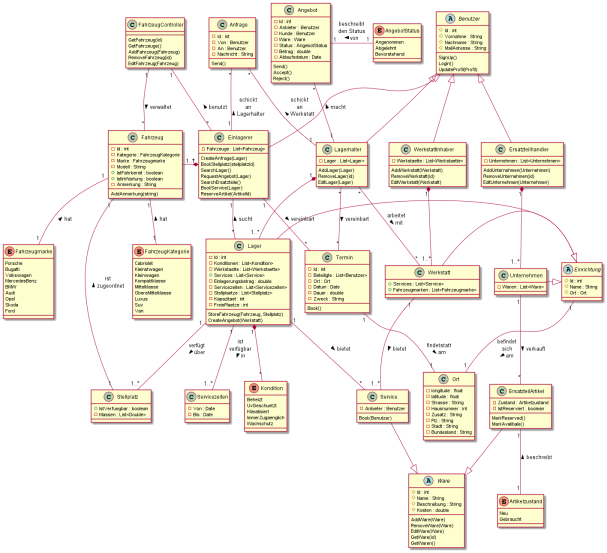 C FahrzeugController
GetFahrzeug(id)
GetFahrzeuge()
AddFahrzeug(Fahrzeug)
RemoveFahrzeug(id)
EditFahrzeug(Fahrzeug)
C Anfrage
Id : int
Von : Benutzer
An : Benutzer
Nachricht : String
Send()
C Angebot
Id : int
Anbieter : Benutzer
Kunde : Benutzer
Ware : Ware
Status : AngebotStatus
Betrag : double
Ablaufsdatum : Date
Send()
Accept()
Reject()
beschreibt
den Status
von
E AngebotStatus
Angenommen
Abgelehnt
Bevorstehend
A Benutzer
Id : int
Vorname : String
Nachname : String
MailAdresse : String
SignUp()
Login()
UpdateProfil(Profil)
verwaltet
benutzt
schickt
an
Lagerhalter
schickt
an
Werkstatt
macht
C Fahrzeug
Id : int
Kategorie : FahrzeugKategorie
Marke : Fahrzeugmarke
Modell : String
IstFahrbereit : boolean
IstInWartung : boolean
Anmerkung : String
AddAnmerkung(string)
C Einlagerer
Fahrzeuge : List<Fahrzeug>
CreateAnfrage(Lager)
BookStellplatz(stellplatzId)
SearchLager()
RequestAngebot(Lager)
SearchErsatzteile()
BookService(Lager)
ReserveArtikel(ArtikelId)
C Lagerhalter
Lager : List<Lager>
AddLager(Lager)
RemoveLager(id)
EditLager(Lager)
C WerkstattInhaber
Werkstaette : List<Werkstaette>
AddWerkstatt(Werkstatt)
RemoveWerkstatt(id)
EditWerkstatt(Werkstatt)
C Ersatzteilhändler
Unternehmen : List<Unternehmen>
AddUnternehmen(Unternehmen)
RemoveUnternehmen(id)
EditUnternehmen(Unternehmen)
hat
hat
ist
zugeordnet
sucht
vereinbart
vereinbart
arbeitet
mit
E Fahrzeugmarke
Porsche
Bugatti
Volkswagen
MercedesBenz
BMW
Audi
Opel
Skoda
Ford
E FahrzeugKategorie
Cabriolet
Kleinstwagen
Kleinwagen
Kompaktklasse
Mittelklasse
ObereMittelklasse
Luxus
Suv
Van
C Lager
Id : int
Konditionen : List<Kondition>
Werkstaette : List<Werkstaette>
Services : List<Service>
Einlagerungsbetrag : double
Servicezeiten : List<Servicezeiten>
Stellplaetze : List<Stellplatz>
Kapazitaet : int
FreiePlaetze : int
StoreFahrzeug(Fahrzeug, Stellplatz)
CreateAngebot(Werkstatt)
C Termin
Id : int
Beteiligte : List<Benutzer>
Ort : Ort
Datum : Date
Dauer : double
Zweck : String
Book()
C Werkstatt
Services : List<Service>
Fahrzeugmarken : List<Fahrzeugmarke>
C Unternehmen
Waren : List<Ware>
A Einrichtung
Id : int
Name : String
Ort : Ort
verfügt
über
ist
verfügbar
in
bietet
bietet
findet statt
am
befindet
sich
am
verkauft
C Stellplatz
IstVerfuegbar : boolean
Massen : List<Double>
C Servicezeiten
Von : Date
Bis : Date
E Kondition
Beheizt
UvGeschuetzt
Klimatisiert
ImmerZugaenglich
Wachschutz
C Service
Anbieter : Benutzer
Book(Benutzer)
C Ort
longitude : float
latitude : float
Strasse : String
Hausnummer : int
Zusatz : String
Plz : String
Stadt : String
Bundesland : String
C ErsatzteilArtikel
Zustand : Artikelzustand
IstReserviert : boolean
MarkReserved()
MarkAvailable()
beschreibt
A Ware
Id : int
Name : String
Beschreibung : String
Kosten : double
AddWare(Ware)
RemoveWare(Ware)
EditWare(Ware)
GetWare(id)
GetWaren()
E Artikelzustand
Neu
Gebraucht